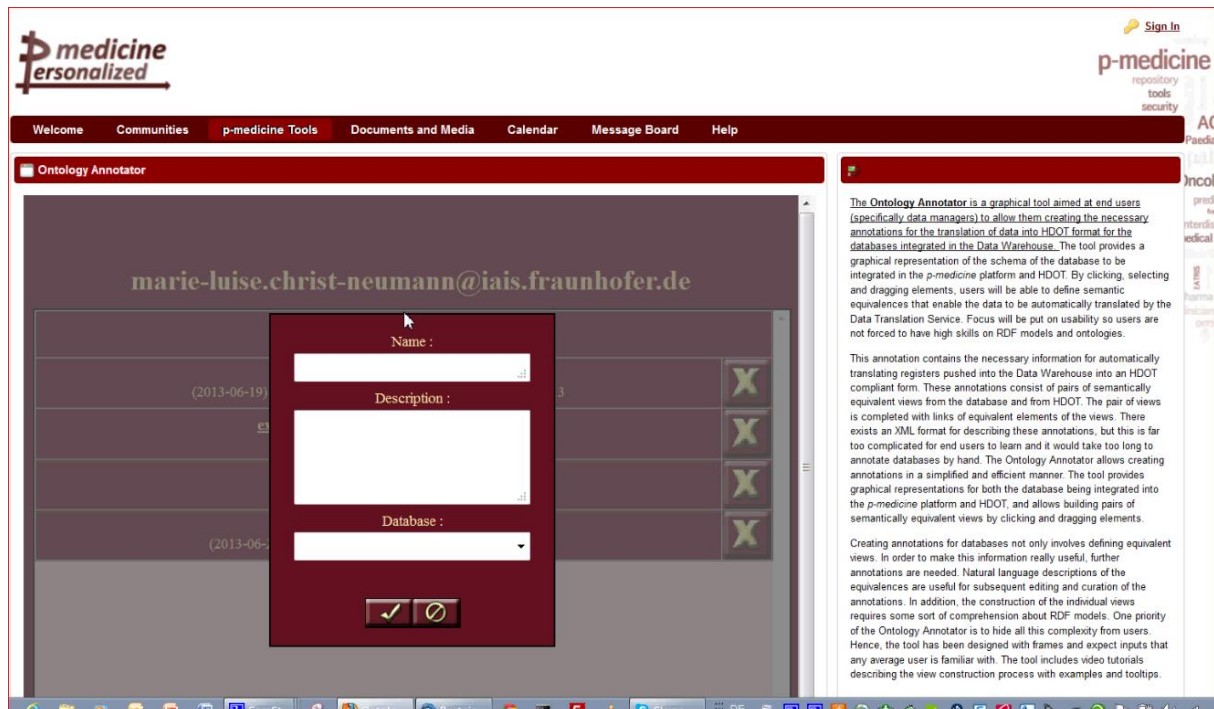 Sign In
p medicine
ersonalized
p-medicine
repository
tools
security
Welcome Communities p-medicine Tools Documents and Media Calendar Message Board Help
Ontology Annotator
marie-luise.christ-neumann@iais.fraunhofer.de
Name :
(2013-06-19)
3
Description :
Database :
(2013-06-2
The Ontology Annotator is a graphical tool aimed at end users
(specifically data managers) to allow them creating the necessary
annotations for the translation of data into HDOT format for the
databases integrated in the Data Warehouse. The tool provides a
graphical representation of the schema of the database to be
integrated in the p-medicine platform and HDOT. By clicking, selecting
and dragging elements, users will be able to define semantic
equivalences that enable the data to be automatically translated by the
Data Translation Service. Focus will be put on usability so users are
not forced to have high skills on RDF models and ontologies.
This annotation contains the necessary information for automatically
translating registers pushed into the Data Warehouse into an HDOT
compliant form. These annotations consist of pairs of semantically
equivalent views from the database and from HDOT. The pair of views
is completed with links of equivalent elements of the views. There
exists an XML format for describing these annotations, but this is far
too complicated for end users to learn and it would take too long to
annotate databases by hand. The Ontology Annotator allows creating
annotations in a simplified and efficient manner. The tool provides
graphical representations for both the database being integrated into
the p-medicine platform and HDOT, and allows building pairs of
semantically equivalent views by clicking and dragging elements.
Creating annotations for databases not only involves defining equivalent
views. In order to make this information really useful, further
annotations are needed. Natural language descriptions of the
equivalences are useful for subsequent editing and curation of the
annotations. In addition, the construction of the individual views
requires some sort of comprehension about RDF models. One priority
of the Ontology Annotator is to hide all this complexity from users.
Hence, the tool has been designed with frames and expect inputs that
any average user is familiar with. The tool includes video tutorials
describing the view construction process with examples and tooltips.